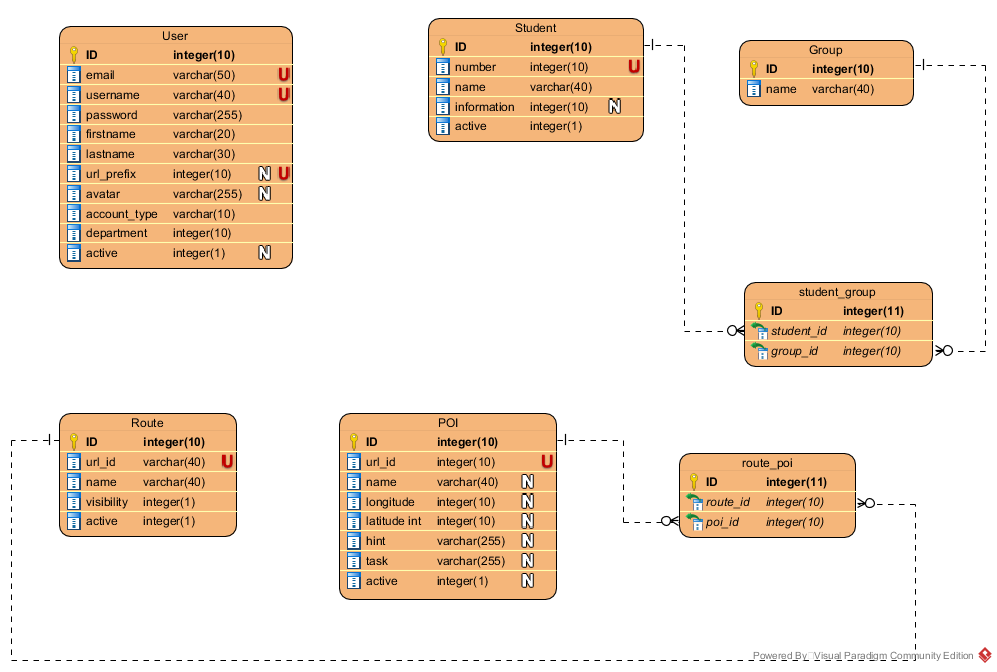 User
ID integer(10)
email varchar(50) U
username varchar(40) U
password varchar(255)
firstname varchar(20)
lastname varchar(30)
url_prefix integer(10) N U
avatar varchar(255) N
account_type varchar(10)
department integer(10)
active integer(1) N
Student
ID integer(10)
number integer(10) U
name varchar(40)
information integer(10) N
active integer(1)
Group
ID integer(10)
name varchar(40)
student_group
ID integer(11)
student_id integer(10)
group_id integer(10)
Route
ID integer(10)
url_id varchar(40) U
name varchar(40)
visibility integer(1)
active integer(1)
POI
ID integer(10)
url_id integer(10) U
name varchar(40) N
longitude integer(10) N
latitude int integer(10) N
hint varchar(255) N
task varchar(255) N
active integer(1) N
route_poi
ID integer(11)
route_id integer(10)
poi_id integer(10)
Powered By Visual Paradigm Community Edition